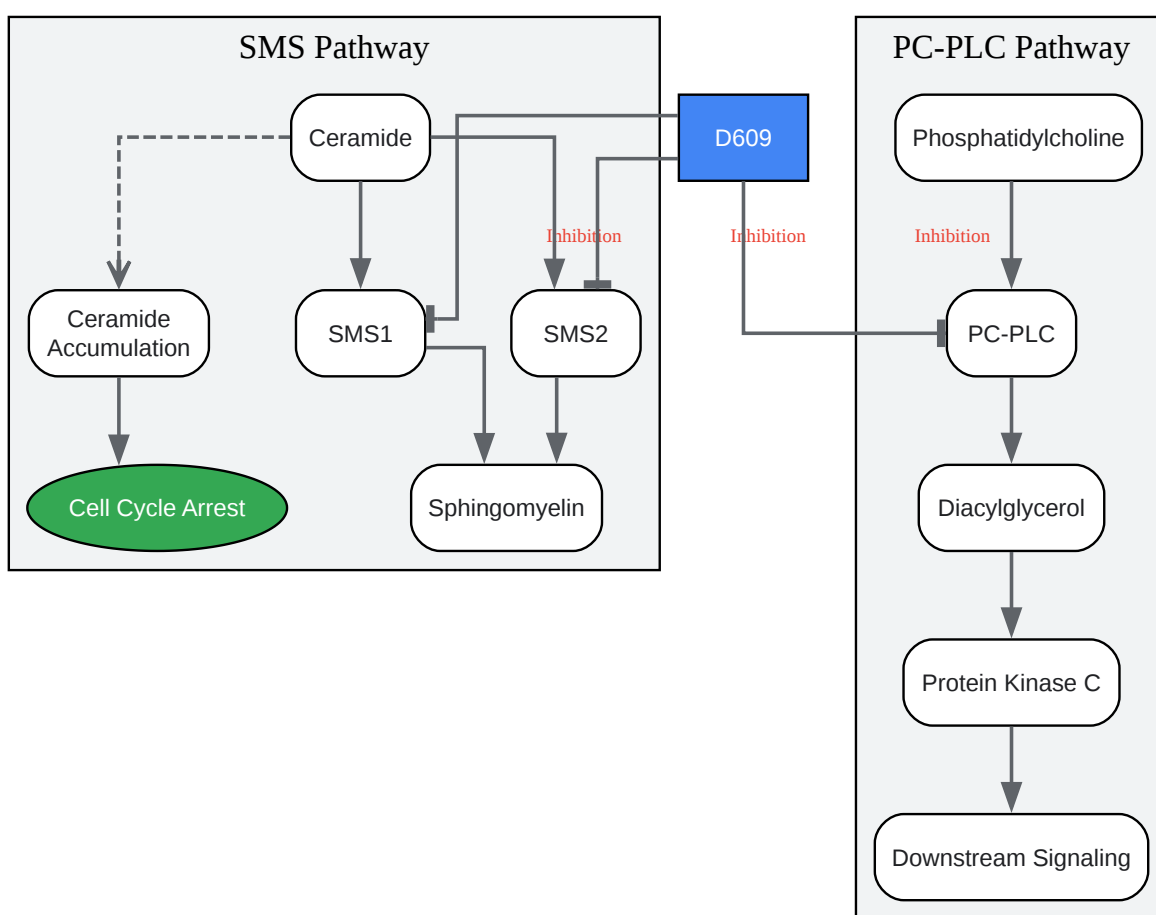 SMS Pathway
PC-PLC Pathway
Ceramide
D609
Phosphatidylcholine
Inhibition
Inhibition
Inhibition
Ceramide
Accumulation
SMS1
SMS2
PC-PLC
Cell Cycle Arrest
Sphingomyelin
Diacylglycerol
Protein Kinase C
Downstream Signaling